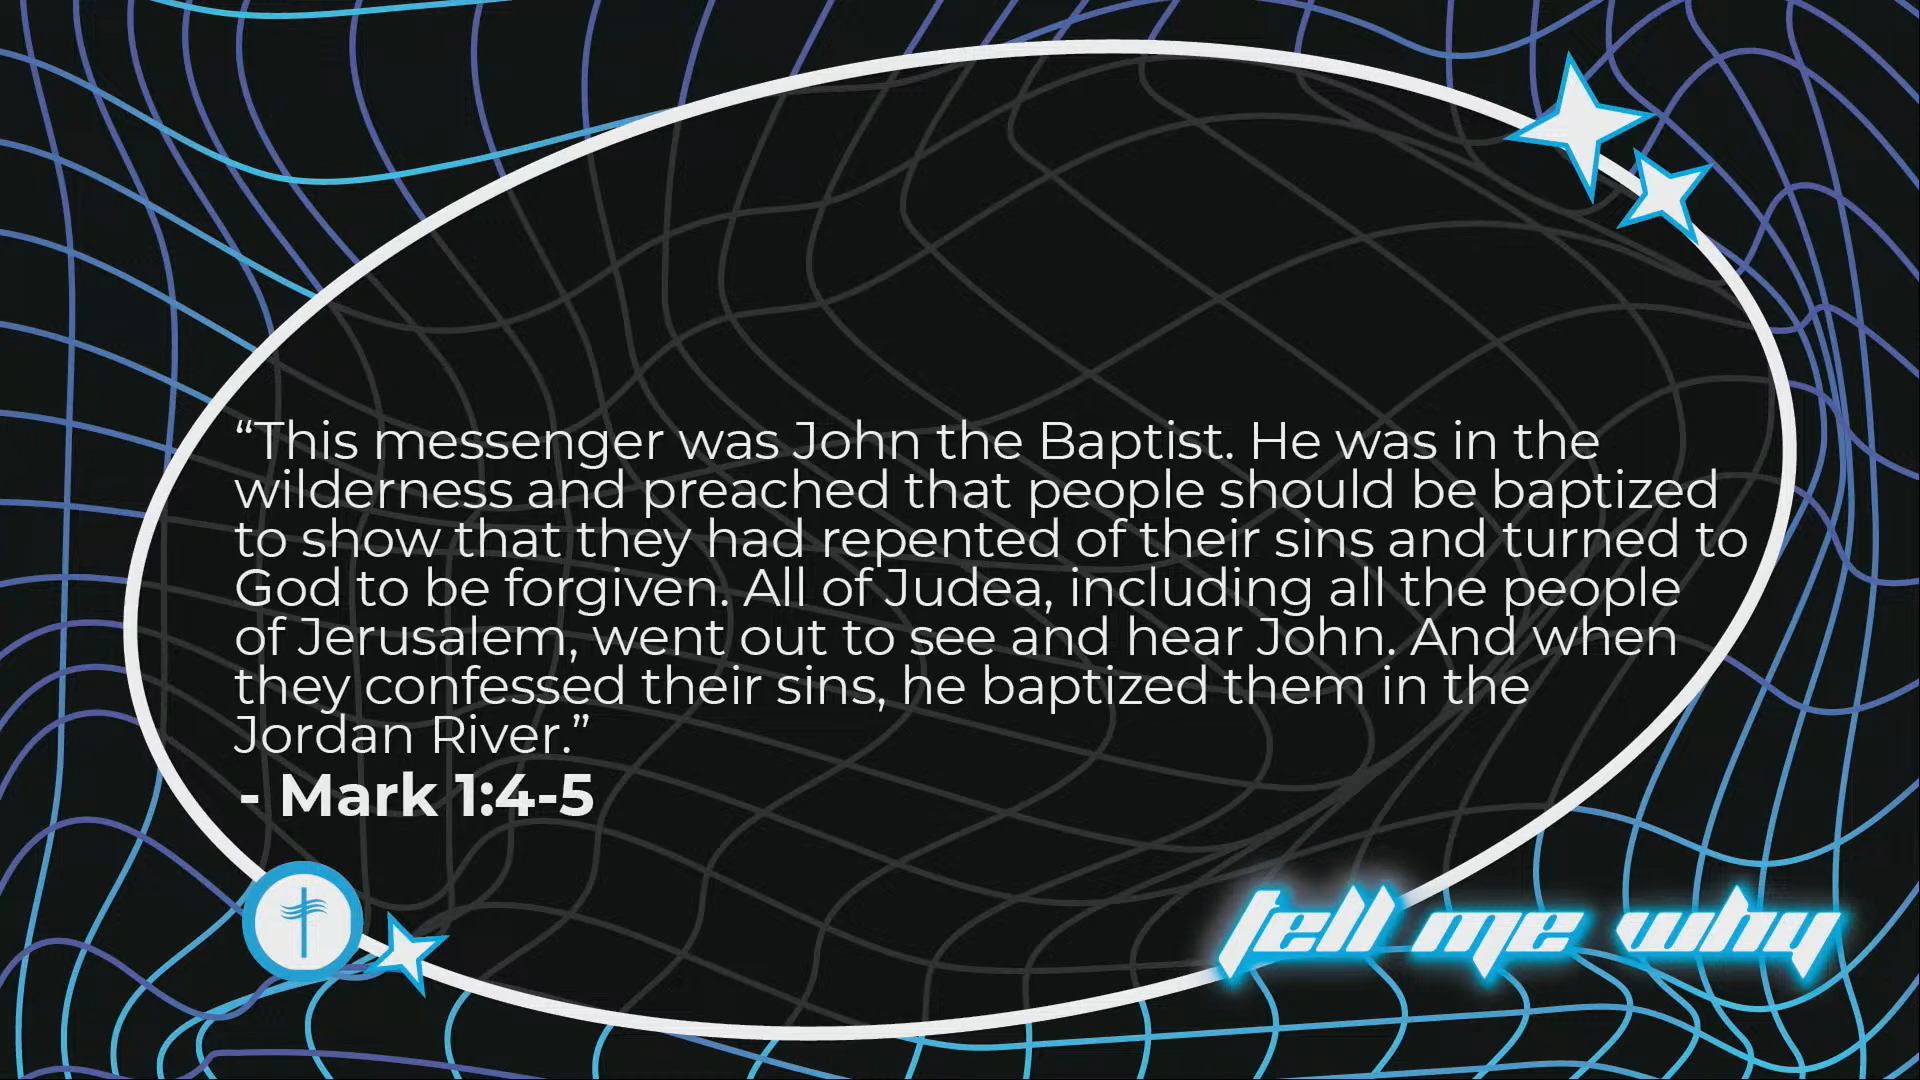 “This messenger was John the Baptist. He was in the
wilderness and preached that people should be baptized
to show that they had repented of their sins and turned to
God to be forgiven. All of Judea, including all the people
of Jerusalem, went out to see and hear John. And when
they confessed their sins, he baptized them in the
Jordan River.”
- Mark 1:4-5
tell me why